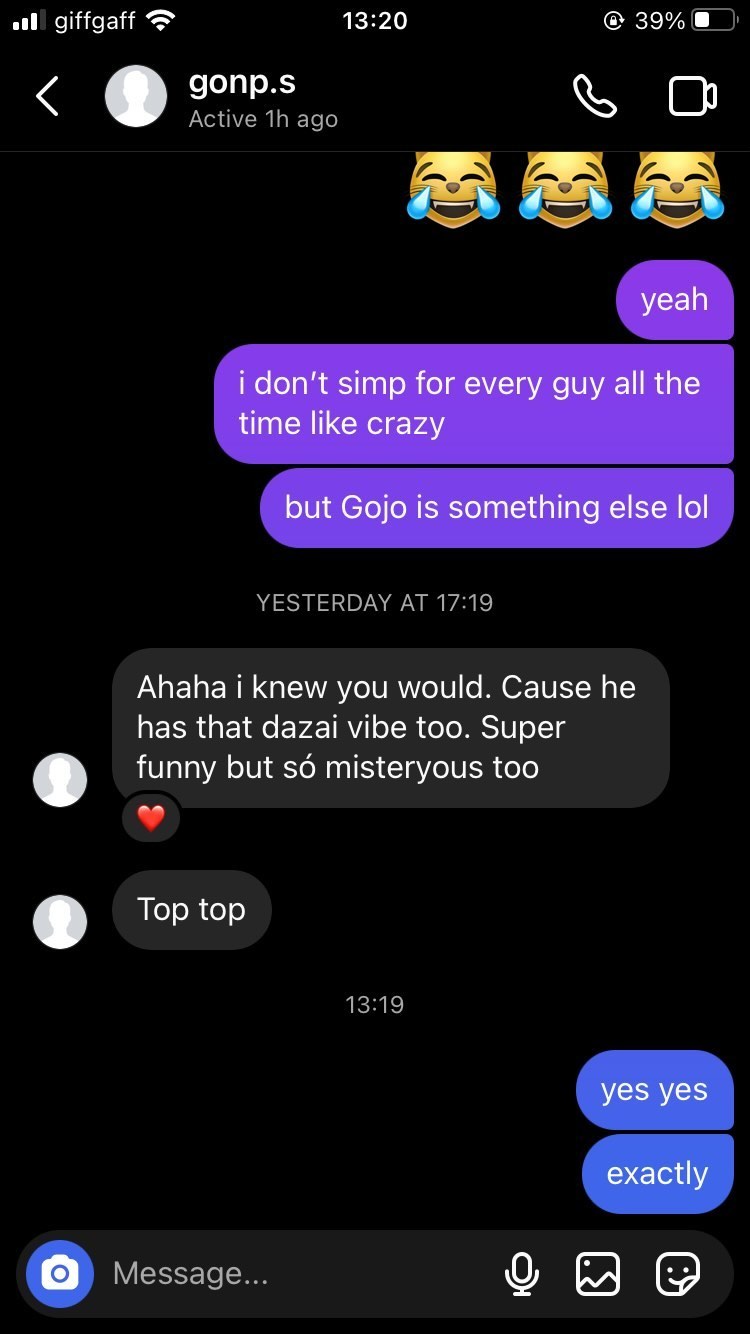 giffgaff 13:20 39%
gonp.s
Active 1h ago
yeah
i don’t simp for every guy all the
time like crazy
but Gojo is something else lol
YESTERDAY AT 17:19
Ahaha i knew you would. Cause he
has that dazai vibe too. Super
funny but só misteryous too
Top top
13:19
yes yes
exactly
Message...